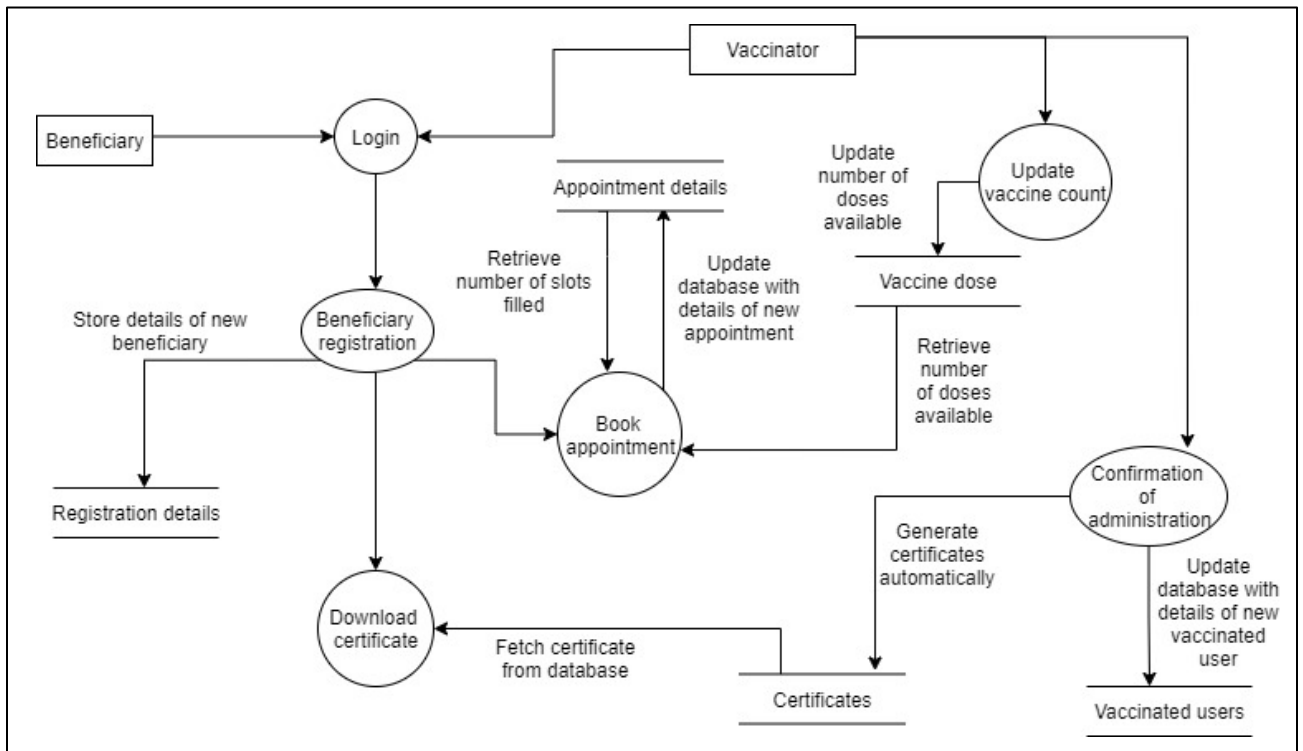 Vaccinator
Beneficiary
Login
Update
number of
doses
available
Update
vaccine count
Appointment details
Retrieve
number of slots
filled
Update
database with
details of new
appointment
Vaccine dose
Store details of new
beneficiary
Beneficiary
registration
Retrieve
number
of doses
available
Book
appointment
Registration details
Confirmation
of
administration
Generate
certificates
automatically
Update
database with
details of new
vaccinated
user
Download
certificate
Fetch certificate
from database
Certificates
Vaccinated users